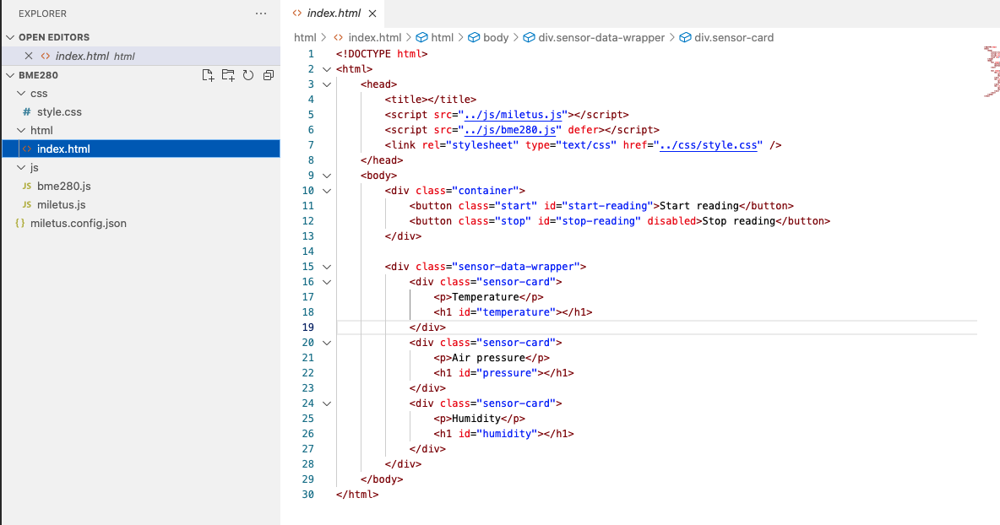 EXPLORER ...
OPEN EDITORS
index.html html
BME280
css
# style.css
html
<> index.html
js
JS bme280.js
JS miletus.js
{} miletus.config.json
<> index.html
html > <> index.html > html > body > div.sensor-data-wrapper > div.sensor-card
1 <!DOCTYPE html>
2 <html>
3 <head>
4 <title></title>
5 <script src="../js/miletus.js"></script>
6 <script src="../js/bme280.js" defer></script>
7 <link rel="stylesheet" type="text/css" href="../css/style.css" />
8 </head>
9 <body>
10 <div class="container">
11 <button class="start" id="start-reading">Start reading</button>
12 <button class="stop" id="stop-reading" disabled>Stop reading</button>
13 </div>
14
15 <div class="sensor-data-wrapper">
16 <div class="sensor-card">
17 <p>Temperature</p>
18 <h1 id="temperature"></h1>
19 </div>
20 <div class="sensor-card">
21 <p>Air pressure</p>
22 <h1 id="pressure"></h1>
23 </div>
24 <div class="sensor-card">
25 <p>Humidity</p>
26 <h1 id="humidity"></h1>
27 </div>
28 </div>
29 </body>
30 </html>